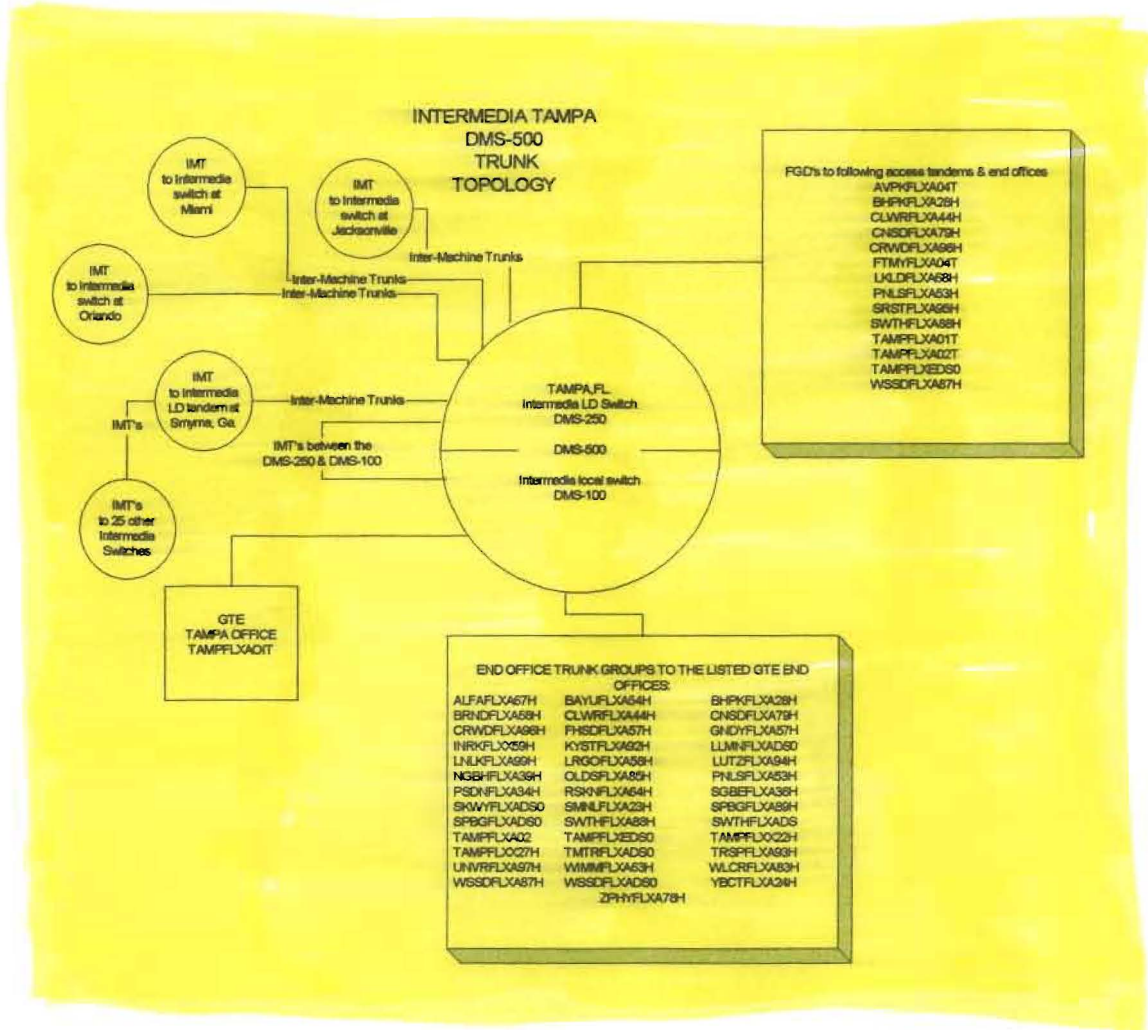 INTERMEDIA TAMPA
DMS-500
TRUNK
TOPOLOGY
IMT
to Intermedia
switch at
Miami
IMT
to Intermedia
switch at
Jacksonville
IMT
to Intermedia
switch at
Orlando
Inter-Machine Trunks
Inter-Machine Trunks
Inter-Machine Trunks
IMT
to Intermedia
LD tandem at
Smyrna, Ga
Inter-Machine Trunks
IMT's
IMT's between the
DMS-250 & DMS-100
IMT's
to 25 other
Intermedia
Switches
TAMPA,FL.
Intermedia LD Switch
DMS-250
DMS-500
Intermedia local switch
DMS-100
GTE
TAMPA OFFICE
TAMPFLXAOIT
FGD's to following access tandems & end offices
AVPKFLXA04T
BHPKFLXA28H
CLWRFLXA44H
CNSDFLXA79H
CRWDFLXA96H
FTMYFLXA04T
LKLDFLXA68H
PNLSFLXA53H
SRSTFLXA95H
SWTHFLXA88H
TAMPFLXA01T
TAMPFLXA02T
TAMPFLXEDS0
WSSDFLXA87H
END OFFICE TRUNK GROUPS TO THE LISTED GTE END
OFFICES:
ALFAFLXA67H BAYUFLXA54H BHPKFLXA28H
BRNDFLXA58H CLWRFLXA44H CNSDFLXA79H
CRWDFLXA96H FHSDFLXA57H GNDYFLXA57H
INRKFLXX59H KYSTFLXA92H LLMNFLXADS0
LNLKFLXA99H LRGOFLXA58H LUTZFLXA94H
NGBHFLXA39H OLDSFLXA85H PNLSFLXA53H
PSDNFLXA34H RSKNFLXA64H SGBEFLXA36H
SKWYFLXADS0 SMNLFLXA23H SPBGFLXA89H
SPBGFLXADS0 SWTHFLXA88H SWTHFLXADS
TAMPFLXA02 TAMPFLXEDS0 TAMPFLXX22H
TAMPFLXX27H TMTRFLXADS0 TRSPFLXA93H
UNVRFLXA97H WIMMFLXA63H WLCRFLXA83H
WSSDFLXA87H WSSDFLXADS0 YBCTFLXA24H
ZPHYFLXA78H